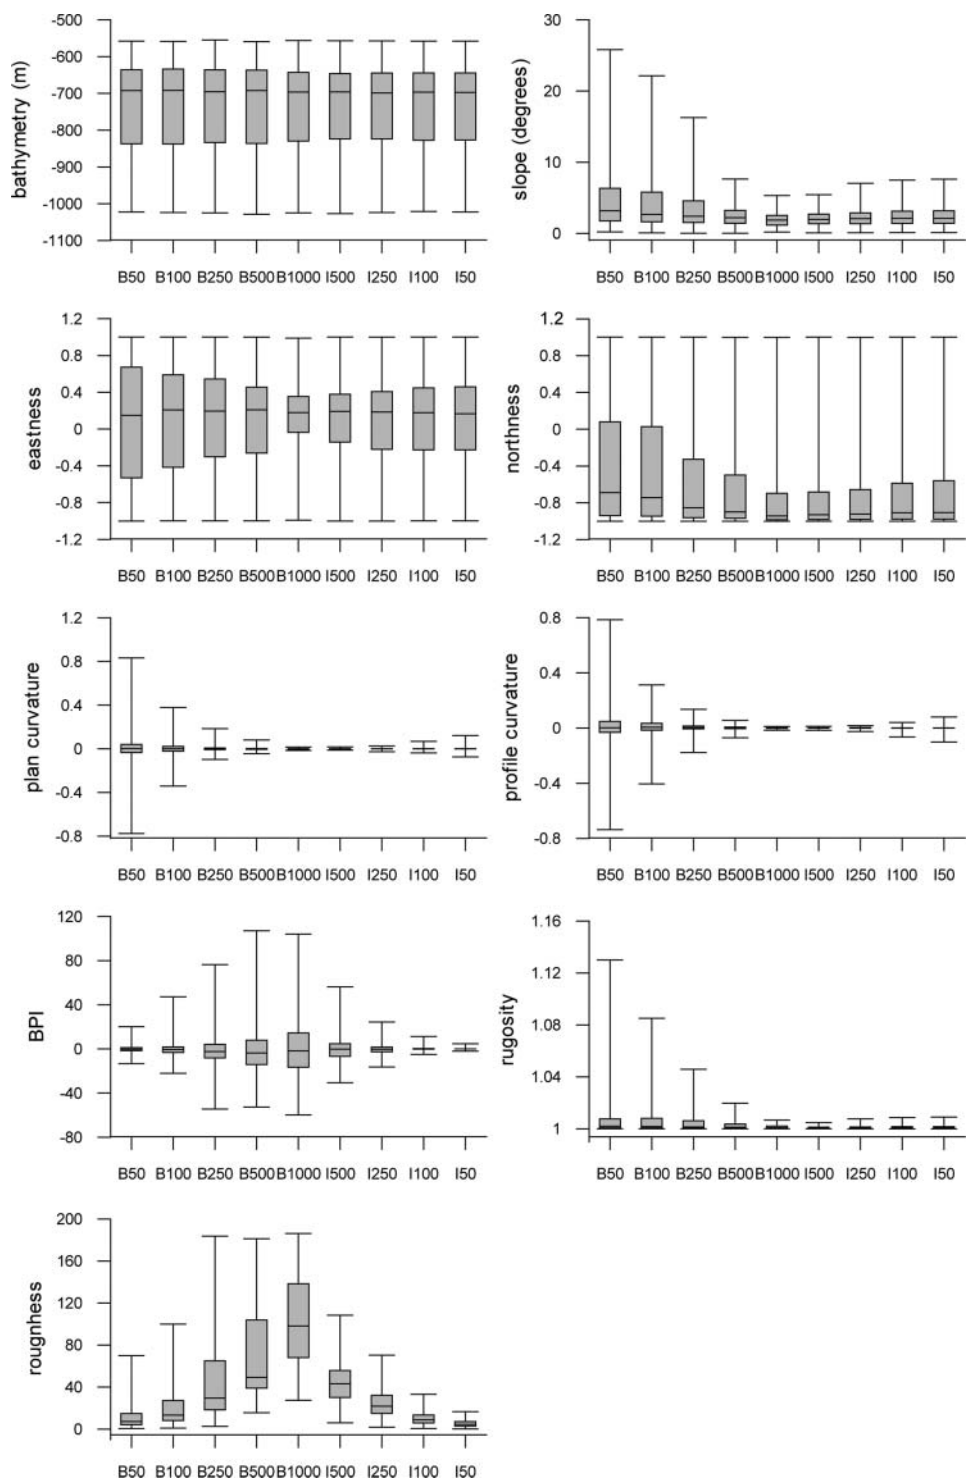 -500
-600
-700
-800
-900
-1000
-1100
bathymetry (m)
B50 B100 B250 B500 B1000 I500 I250 I100 I50
30
20
10
0
slope (degrees)
B50 B100 B250 B500 B1000 I500 I250 I100 I50
1.2
0.8
0.4
0
-0.4
-0.8
-1.2
eastness
B50 B100 B250 B500 B1000 I500 I250 I100 I50
1.2
0.8
0.4
0
-0.4
-0.8
-1.2
northness
B50 B100 B250 B500 B1000 I500 I250 I100 I50
1.2
0.8
0.4
0
-0.4
-0.8
plan curvature
B50 B100 B250 B500 B1000 I500 I250 I100 I50
0.8
0.4
0
-0.4
-0.8
profile curvature
B50 B100 B250 B500 B1000 I500 I250 I100 I50
120
80
40
0
-40
-80
BPI
B50 B100 B250 B500 B1000 I500 I250 I100 I50
1.16
1.12
1.08
1.04
1
rugosity
B50 B100 B250 B500 B1000 I500 I250 I100 I50
200
160
120
80
40
0
rougnhess
B50 B100 B250 B500 B1000 I500 I250 I100 I50